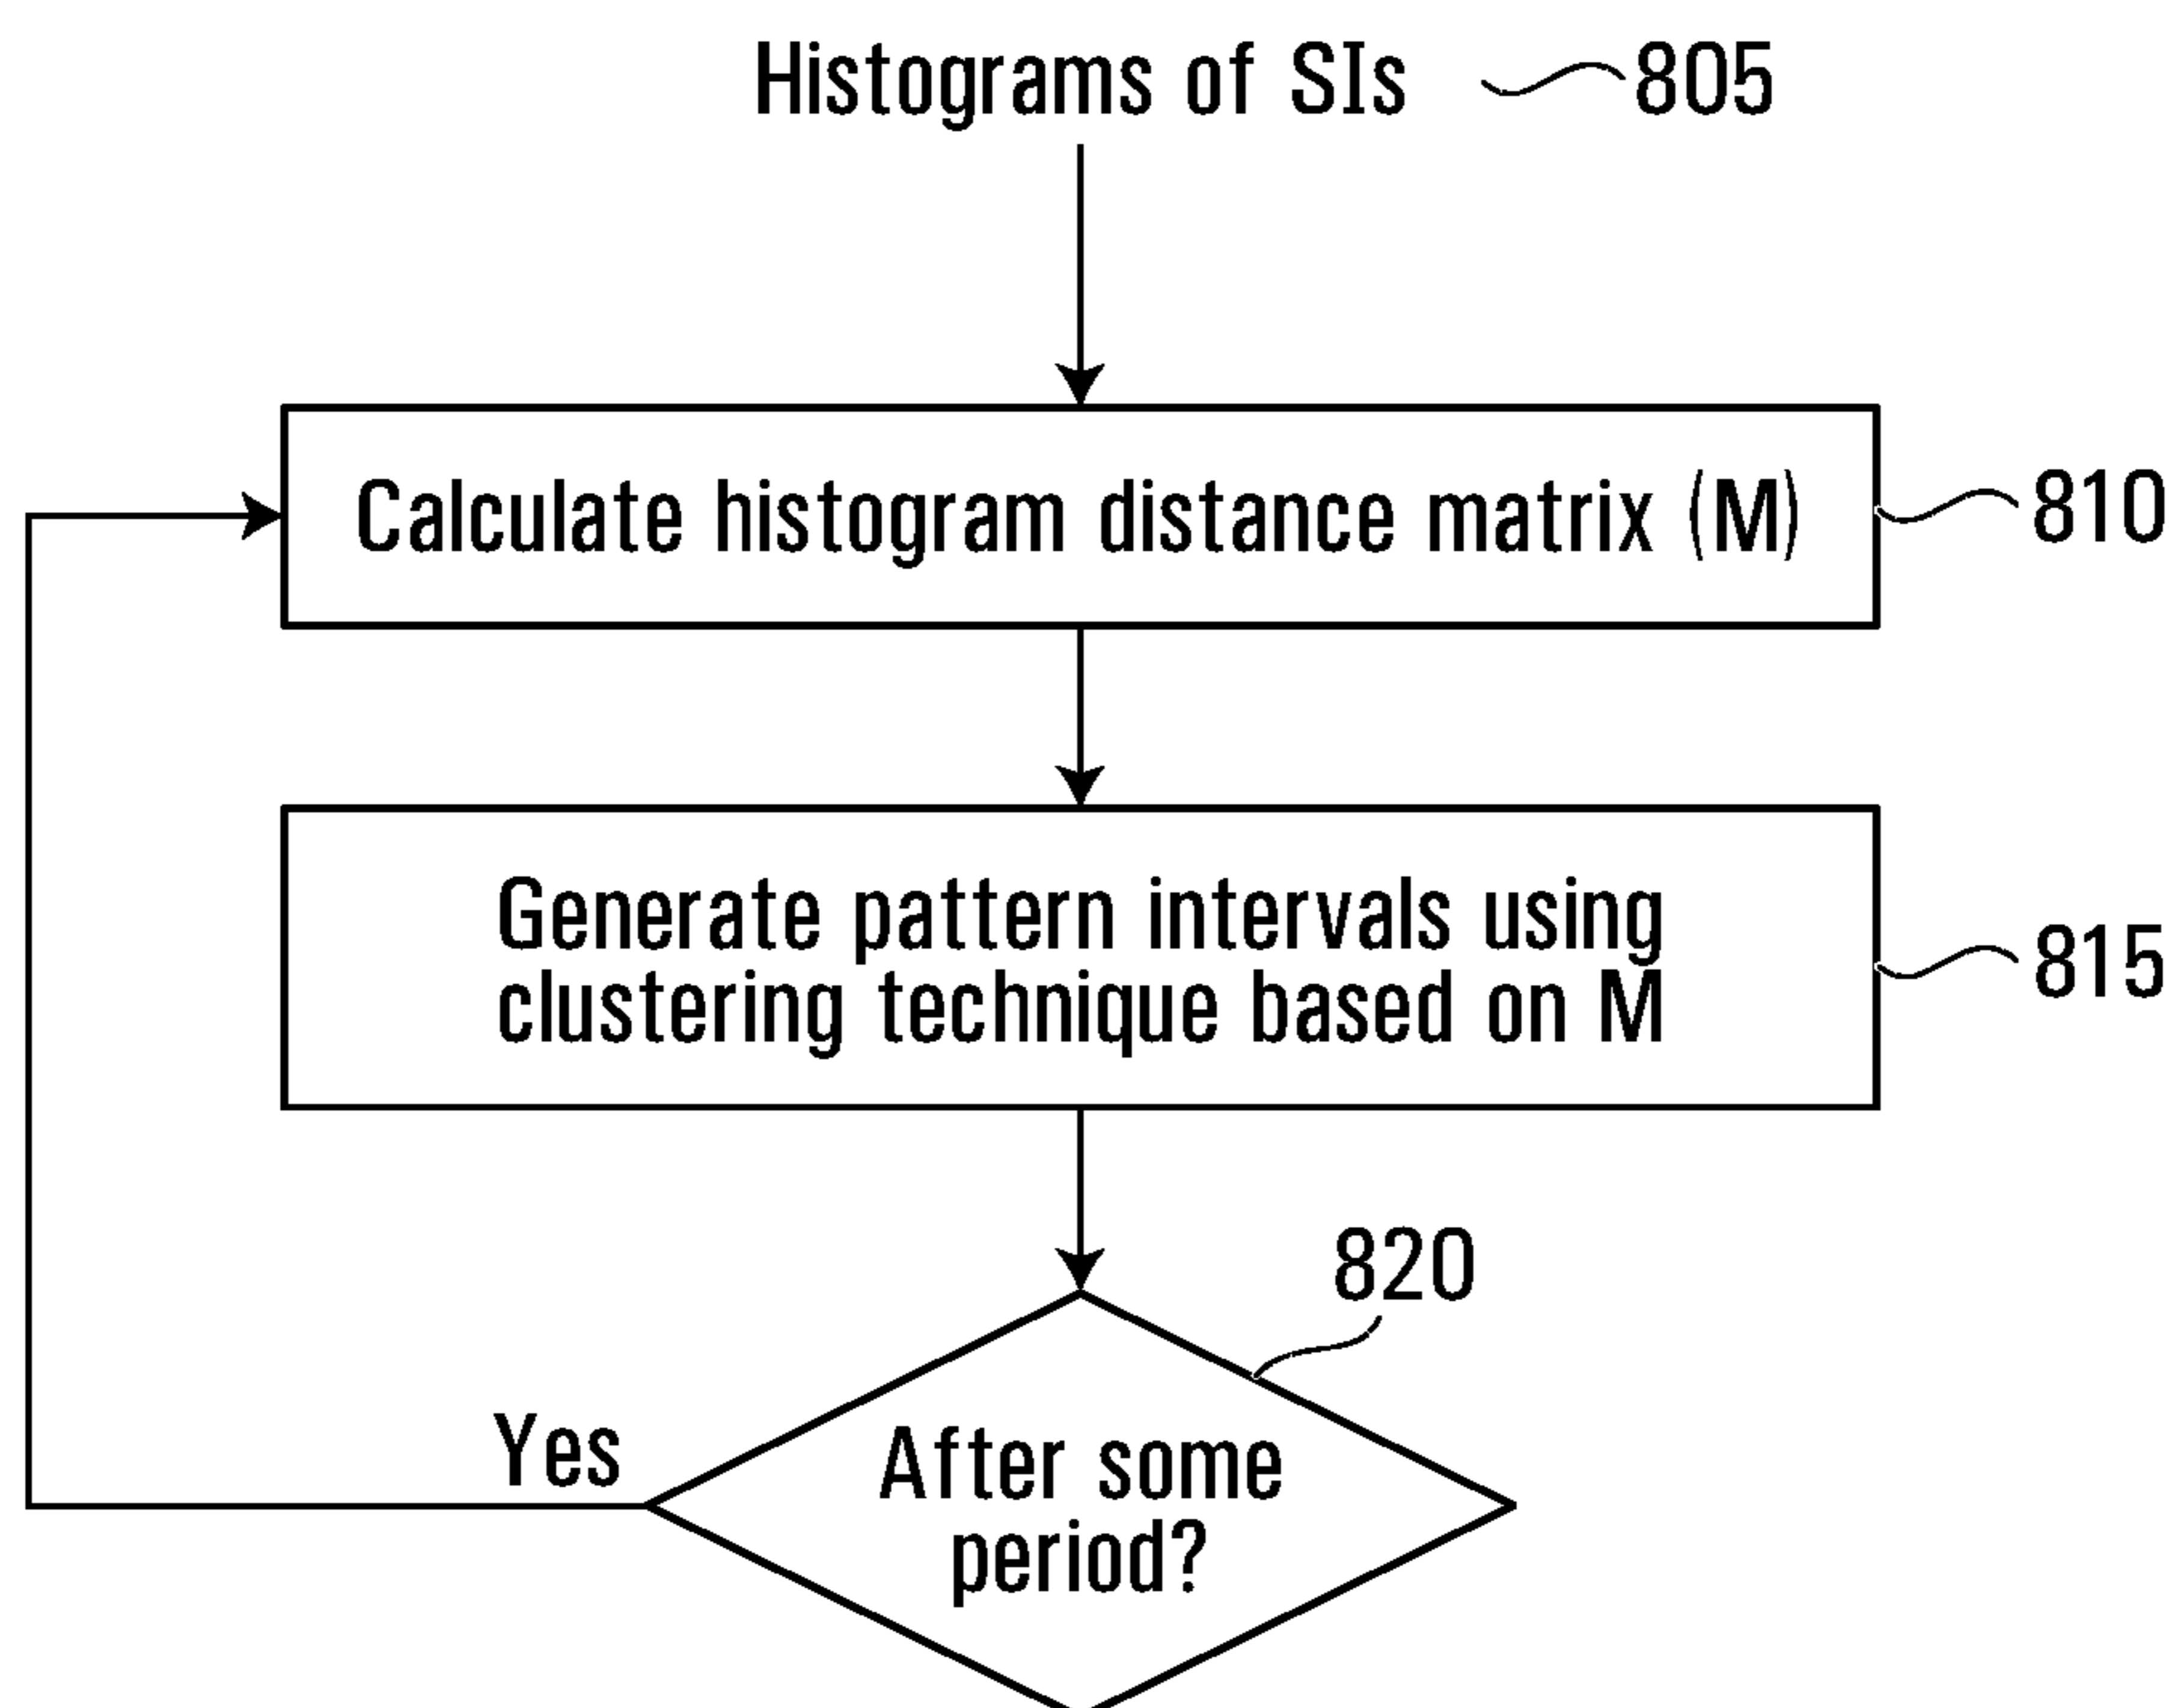 Histograms of SIs 805
Calculate histogram distance matrix (M) 810
Generate pattern intervals using
clustering technique based on M
815
820
Yes
After some
period?